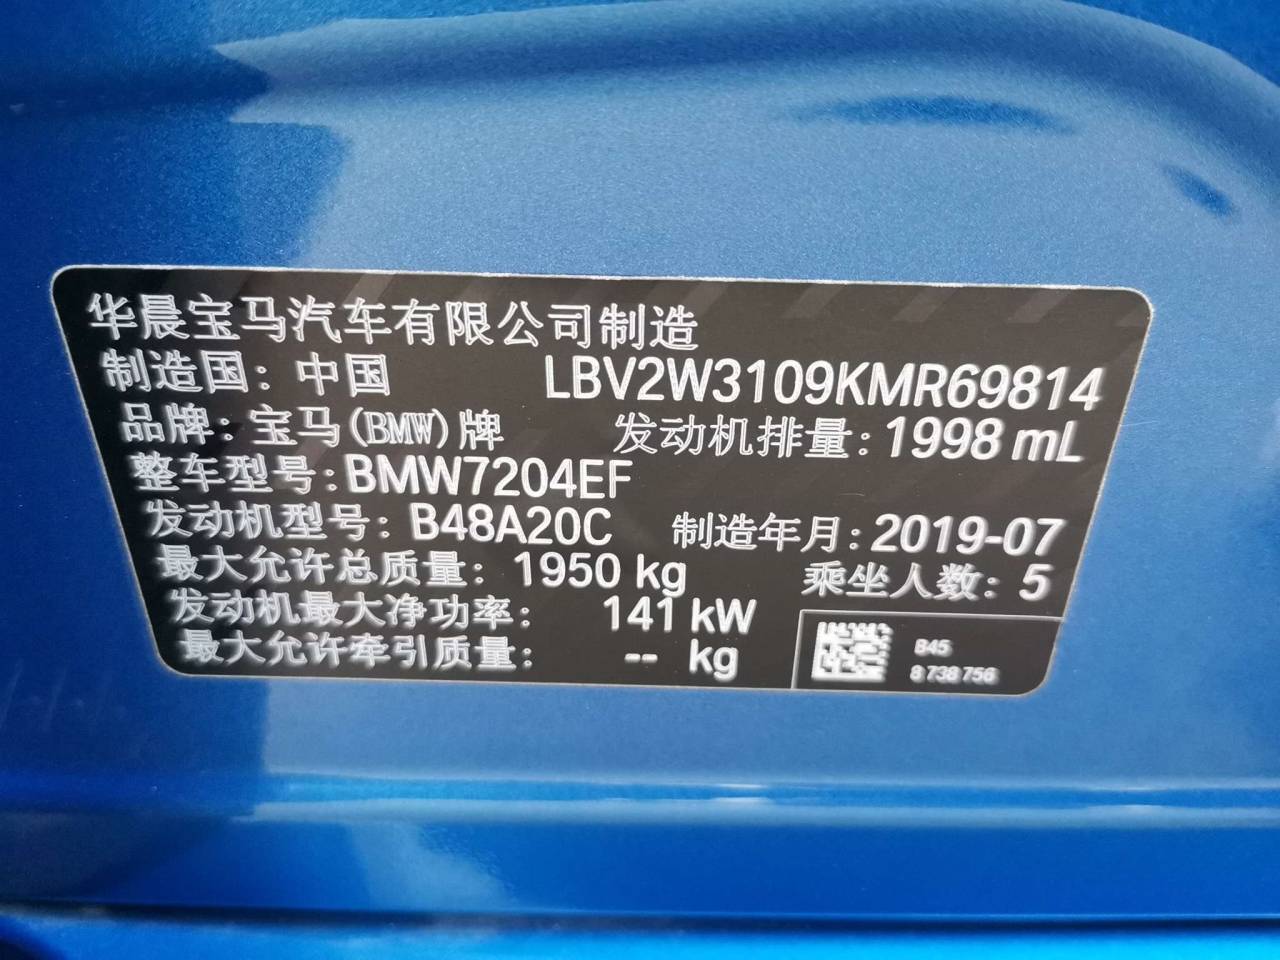 华晨宝马汽车有限公司制造
制造国：中国 LBV2W3109KMR69814
品牌：宝马(BMW)牌 发动机排量：1998 mL
整车型号：BMW7204EF
发动机型号：B48A20C 制造年月：2019-07
最大允许总质量：1950 kg 乘坐人数：5
发动机最大净功率：141 kW
最大允许牵引质量：-- kg
B45
8 738 756